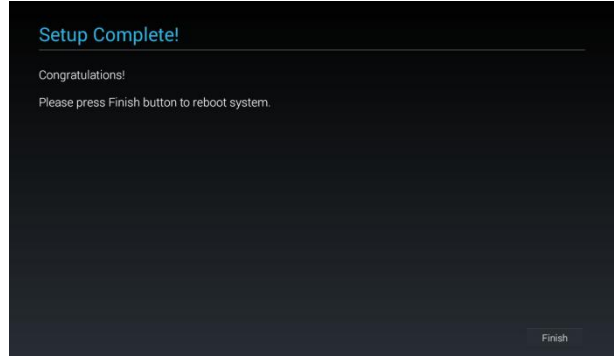 Setup Complete!
Congratulations!
Please press Finish button to reboot system.
Finish